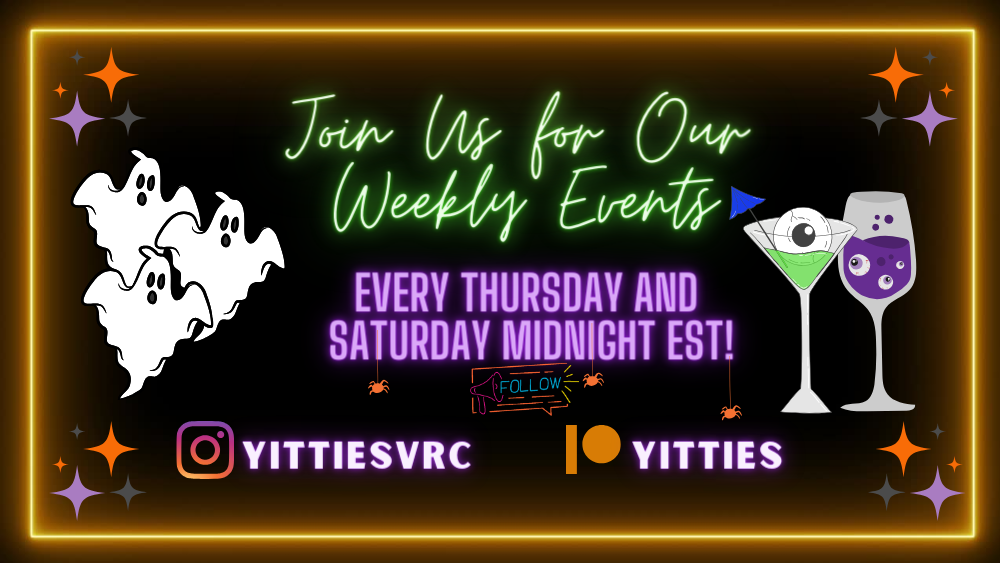 Join Us for Our
Weekly Events
EVERY THURSDAY AND
SATURDAY MIDNIGHT EST!
FOLLOW
YITTIESVRC
YITTIES